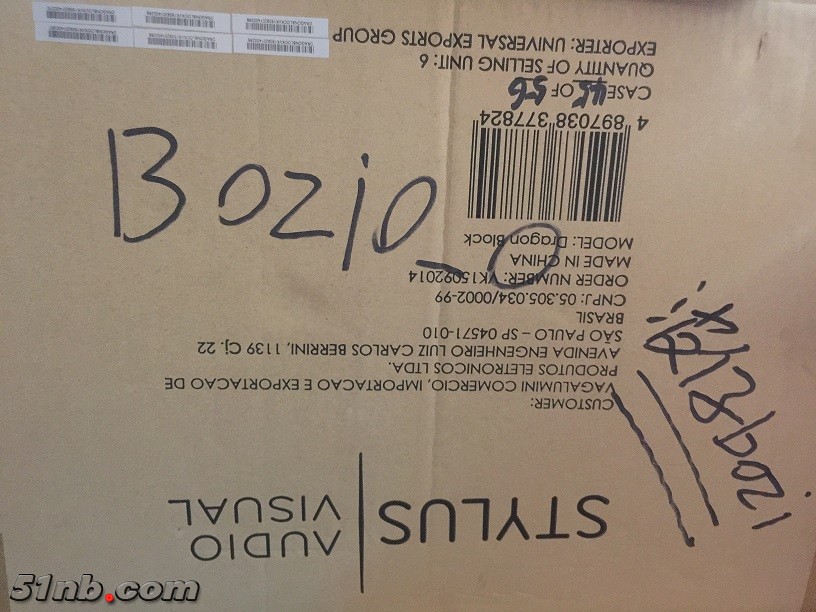 STYLUS
AUDIO
VISUAL
CUSTOMER:
VAGALUMINI COMERCIO, IMPORTACAO E EXPORTACAO DE
PRODUTOS ELETRONICOS LTDA.
AVENIDA ENGENHEIRO LUIZ CARLOS BERRINI, 1139 Cj. 22
SÃO PAULO – SP 04571-010
BRASIL
CNPJ: 05.305.034/0002-99
ORDER NUMBER: VK15092014
MADE IN CHINA
MODEL: Dragon Block
4 897038 377824
CASE 45 OF 56
QUANTITY OF SELLING UNIT: 6
EXPORTER: UNIVERSAL EXPORTS GROUP
Bozio_0
51nb.com